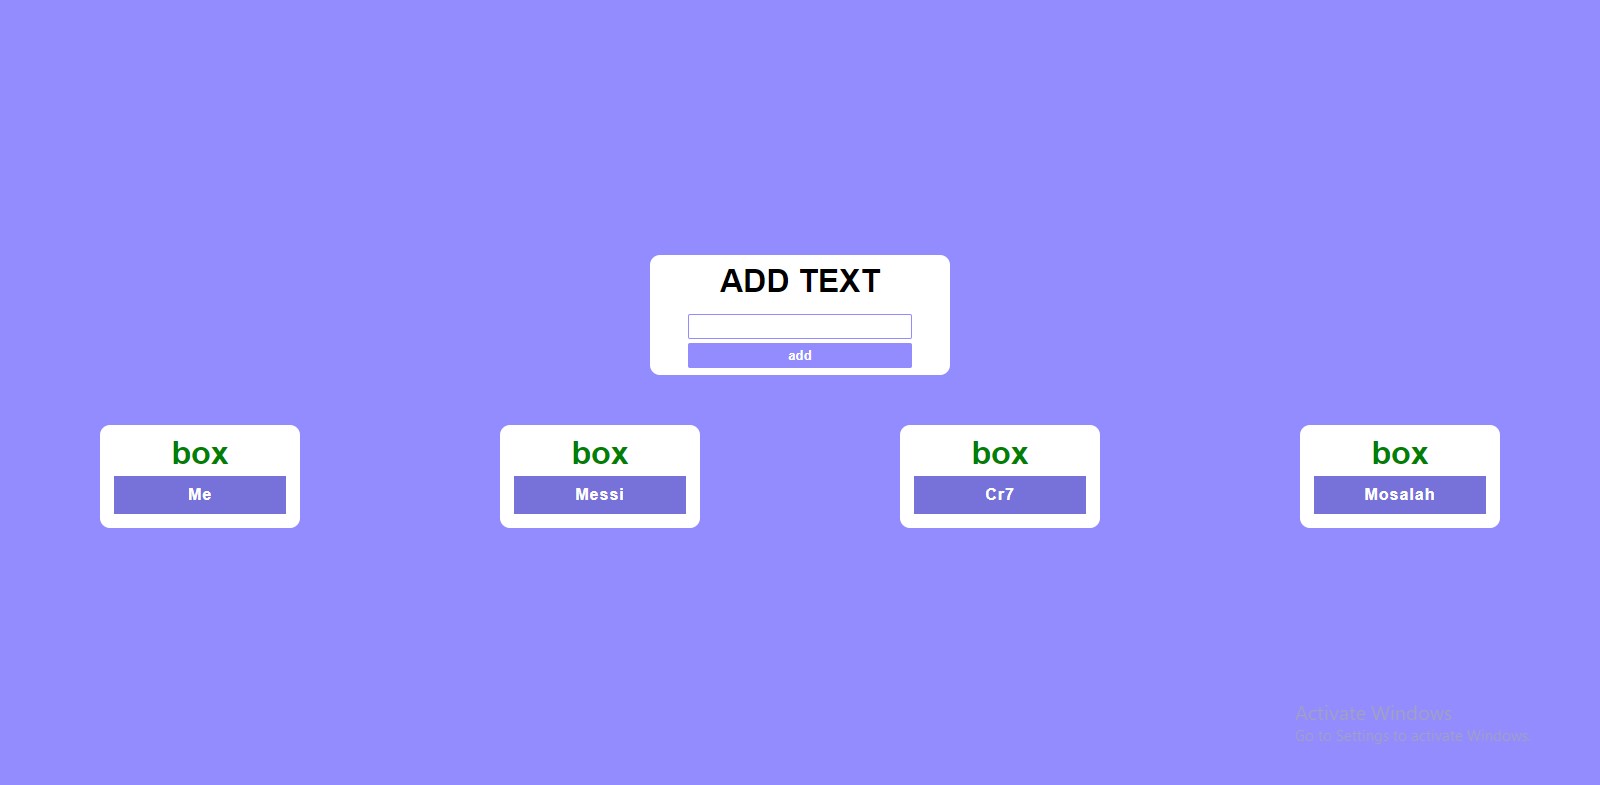 ADD TEXT
add
box
Me
box
Messi
box
Cr7
box
Mosalah
Activate Windows
Go to Settings to activate Windows.